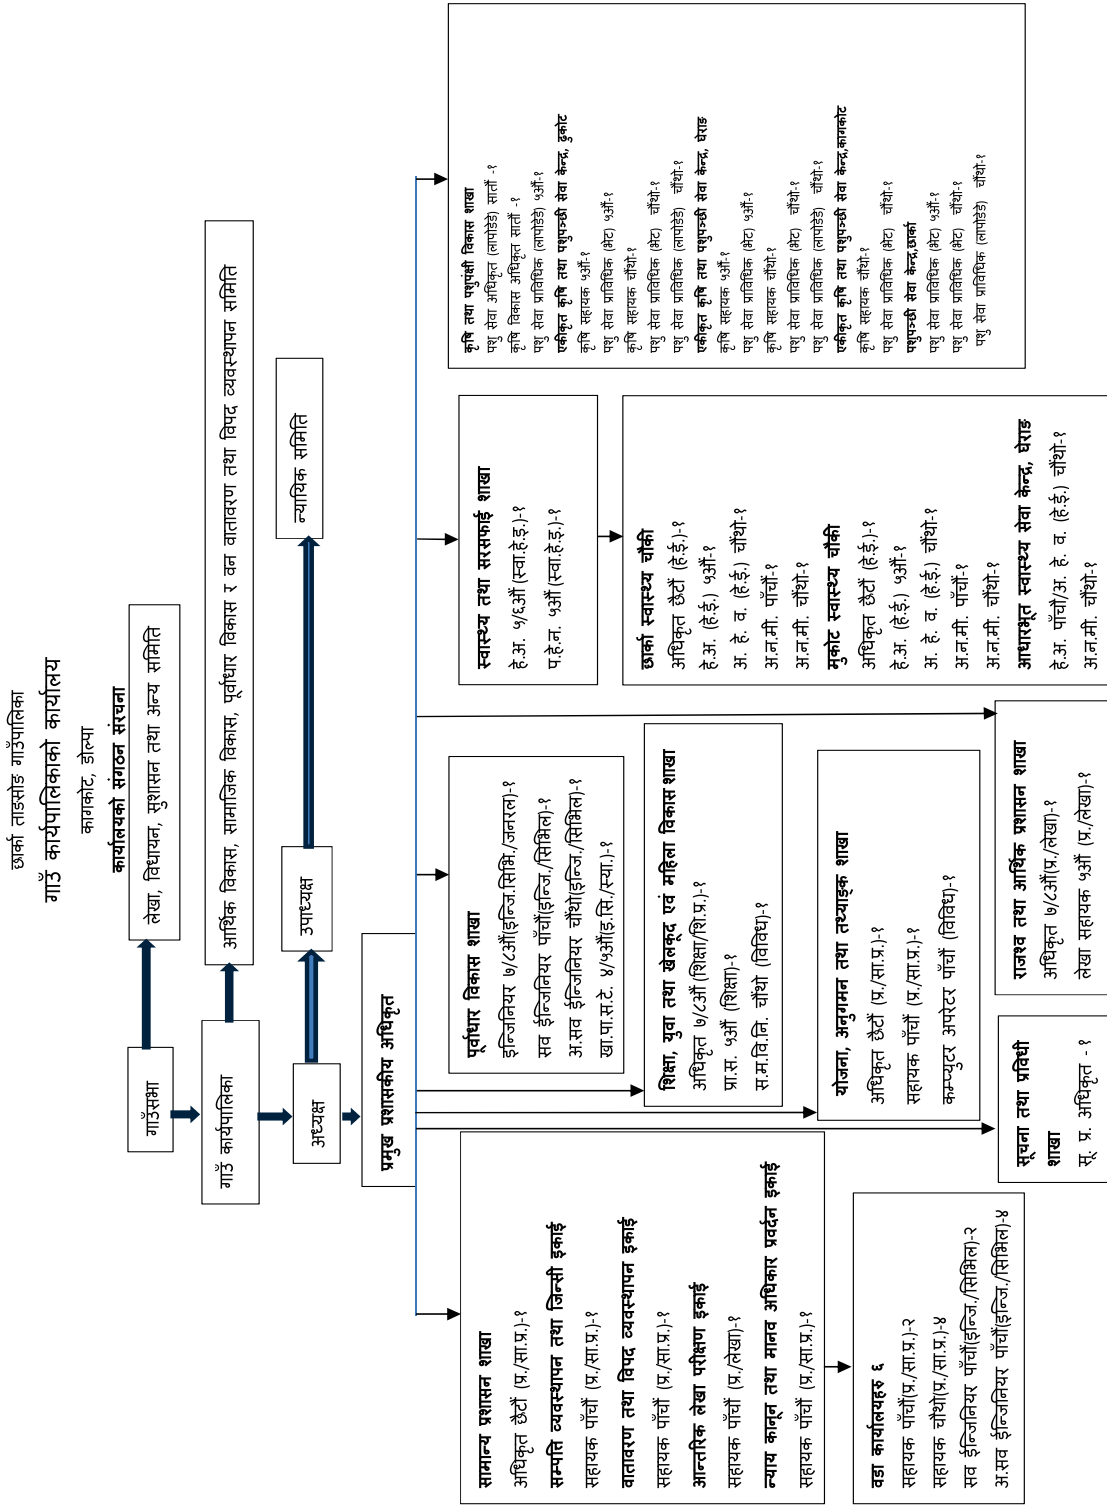 छार्का ताङसोङ गाउँपालिका
गाउँ कार्यपालिकाको कार्यालय
कागकोट, डोल्पा
कार्यालयको संगठन संरचना
गाउँसभा
लेखा, विधायन, सुशासन तथा अन्य समिति
गाउँ कार्यपालिका
आर्थिक विकास, सामाजिक विकास, पूर्वाधार विकास र वन वातावरण तथा विपद व्यवस्थापन समिति
अध्यक्ष
उपाध्यक्ष
न्यायिक समिति
प्रमुख प्रशासकीय अधिकृत
सामान्य प्रशासन शाखा
अधिकृत छैटौं (प्र./सा.प्र.)-१
सम्पति व्यवस्थापन तथा जिन्सी इकाई
सहायक पाँचौं (प्र./सा.प्र.)-१
वातावरण तथा विपद व्यवस्थापन इकाई
सहायक पाँचौं (प्र./सा.प्र.)-१
आन्तरिक लेखा परीक्षण इकाई
सहायक पाँचौं (प्र./लेखा)-१
न्याय कानून तथा मानव अधिकार प्रवर्दन इकाई
सहायक पाँचौं (प्र./सा.प्र.)-१
वडा कार्यालयहरु ६
सहायक पाँचौं(प्र./सा.प्र.)-२
सहायक चौंथो(प्र./सा.प्र.)-४
सव ईन्जिनियर पाँचौं(इन्जि./सिभिल)-२
अ.सव ईन्जिनियर पाँचौं(इन्जि./सिभिल)-४
पूर्वाधार विकास शाखा
इन्जिनियर ७/८औं(इन्जि.सिभि./जनरल)-१
सव ईन्जिनियर पाँचौं(इन्जि./सिभिल)-१
अ.सव ईन्जिनियर चौंथो(इन्जि./सिभिल)-१
खा.पा.स.टे. ४/५औं(इ.सि./स्या.)-१
शिक्षा, युवा तथा खेलकूद एवं महिला विकास शाखा
अधिकृत ७/८औं (शिक्षा/शि.प्र.)-१
प्रा.स. ५औं (शिक्षा)-१
स.म.वि.नि. चौंथो (विविध)-१
योजना, अनुगमन तथा तथ्याङ्क शाखा
अधिकृत छैटौं (प्र./सा.प्र.)-१
सहायक पाँचौं (प्र./सा.प्र.)-१
कम्प्युटर अपरेटर पाँचौं (विविध)-१
सूचना तथा प्रविधी
शाखा
सू. प्र. अधिकृत - १
राजश्व तथा आर्थिक प्रशासन शाखा
अधिकृत ७/८औं(प्र./लेखा)-१
लेखा सहायक ५औं (प्र./लेखा)-१
स्वास्थ्य तथा सरसफाई शाखा
हे.अ. ५/६औं (स्वा.हे.इ.)-१
प.हे.न. ५औं (स्वा.हे.इ.)-१
छार्का स्वास्थ्य चौकी
अधिकृत छैटौं (हे.ई.)-१
हे.अ. (हे.ई.) ५औं-१
अ. हे. व. (हे.ई.) चौंथो-१
अ.न.मी. पाँचौं-१
अ.न.मी. चौंथो-१
मुकोट स्वास्थ्य चौकी
अधिकृत छैटौं (हे.ई.)-१
हे.अ. (हे.ई.) ५औं-१
अ. हे. व. (हे.ई.) चौंथो-१
अ.न.मी. पाँचौं-१
अ.न.मी. चौंथो-१
आधारभूत स्वास्थ्य सेवा केन्द्र, घेराङ
हे.अ. पाँचौ/अ. हे. व. (हे.ई.) चौंथो-१
अ.न.मी. चौंथो-१
कृषि तथा पशुपंक्षी विकास शाखा
पशु सेवा अधिकृत (लापोडेडे) सातौं -१
कृषि विकास अधिकृत सातौं -१
पशु सेवा प्राविधिक (लापोडेडे) ५औं-१
एकीकृत कृषि तथा पशुपन्छी सेवा केन्द्र, ढुकोट
कृषि सहायक ५औं-१
पशु सेवा प्राविधिक (भेट) ५औं-१
कृषि सहायक चौंथो-१
पशु सेवा प्राविधिक (भेट) चौंथो-१
पशु सेवा प्राविधिक (लापोडेडे) चौंथो-१
एकीकृत कृषि तथा पशुपन्छी सेवा केन्द्र, घेराङ
कृषि सहायक ५औं-१
पशु सेवा प्राविधिक (भेट) ५औं-१
कृषि सहायक चौंथो-१
पशु सेवा प्राविधिक (भेट) चौंथो-१
पशु सेवा प्राविधिक (लापोडेडे) चौंथो-१
एकीकृत कृषि तथा पशुपन्छी सेवा केन्द्र,कागकोट
कृषि सहायक चौंथो-१
पशु सेवा प्राविधिक (भेट) चौंथो-१
पशुपन्छी सेवा केन्द्र,छार्का
पशु सेवा प्राविधिक (भेट) ५औं-१
पशु सेवा प्राविधिक (भेट) चौंथो-१
पशु सेवा प्राविधिक (लापोडेडे) चौंथो-१